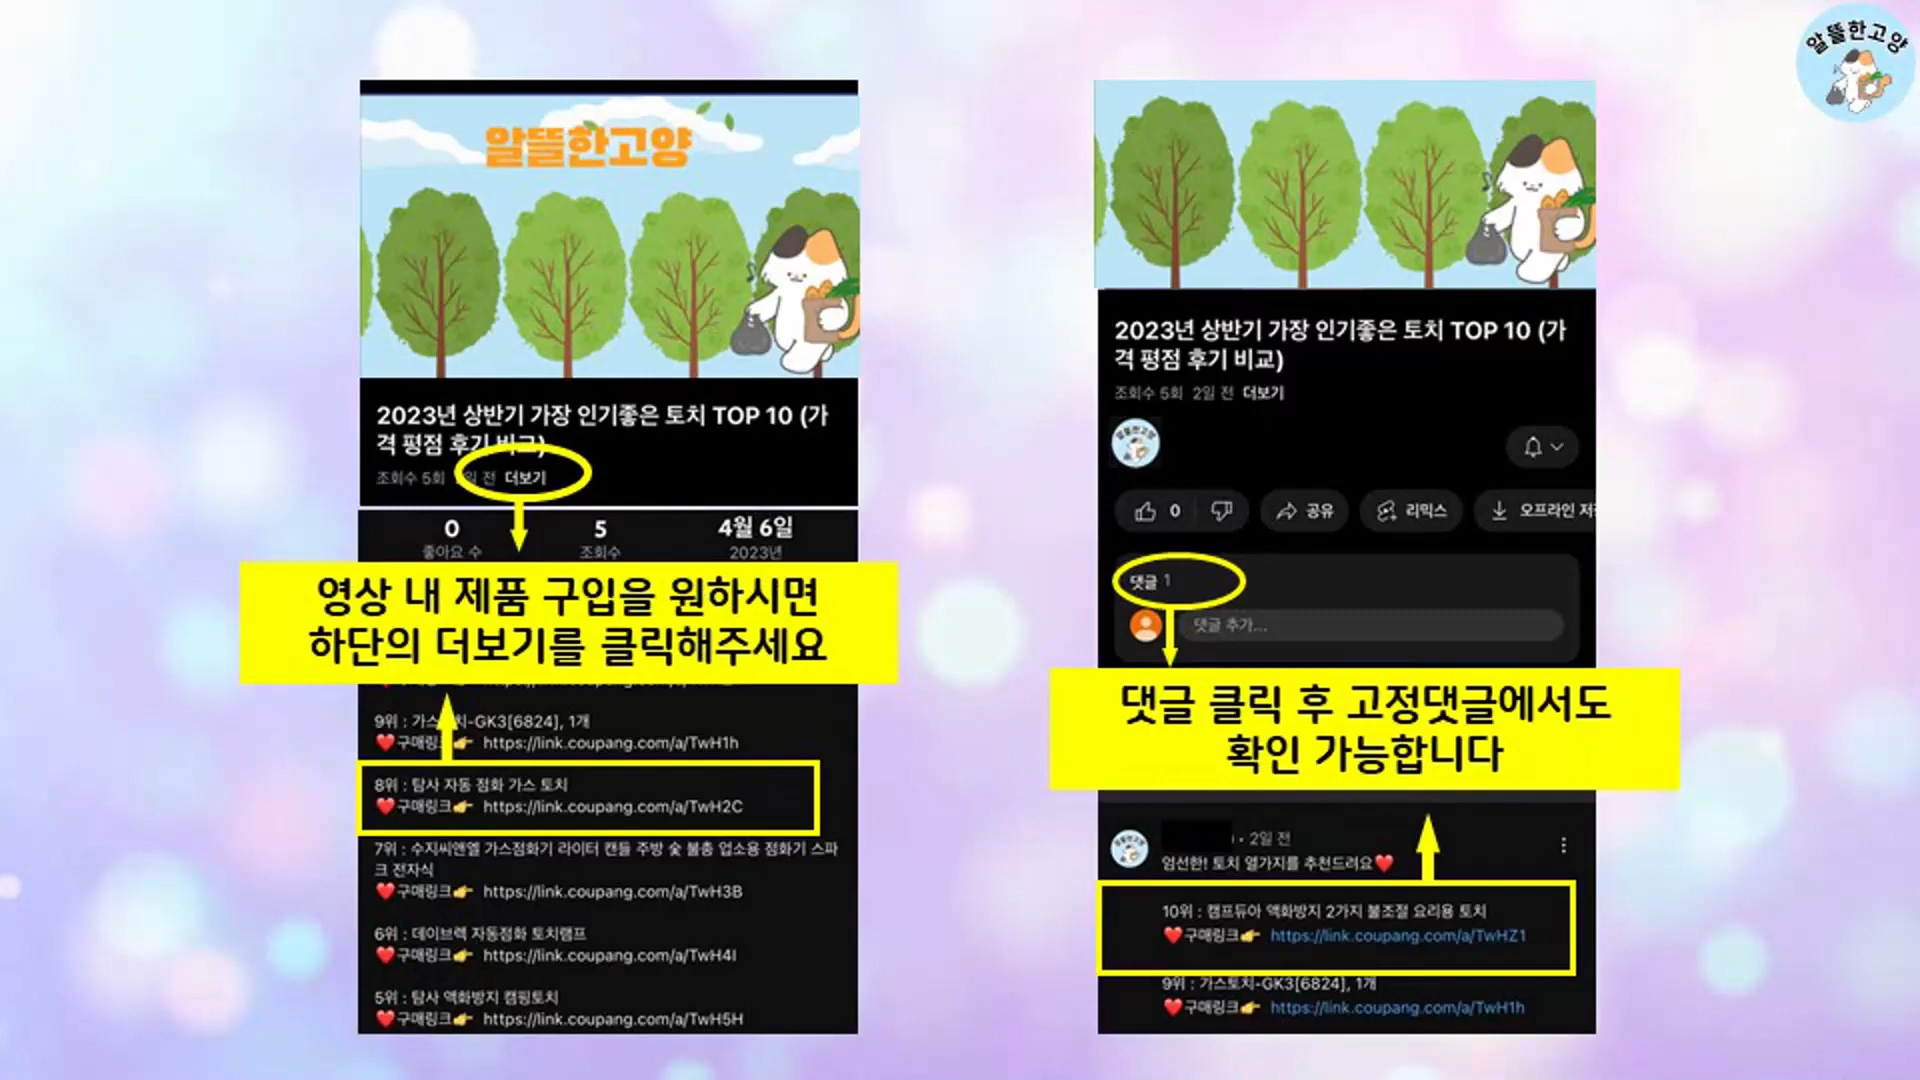 알뜰한고양
알뜰한고양
2023년 상반기 가장 인기좋은 토치 TOP 10 (가
격 평점 후기 비교)
조회수 5회 전 더보기
0 5 4월 6일
좋아요 수 조회수 2023년
영상 내 제품 구입을 원하시면
하단의 더보기를 클릭해주세요
9위 : 가스토치-GK3[6824], 1개
❤️구매링크👉 https://link.coupang.com/a/TwH1h
8위 : 탐사 자동 점화 가스 토치
❤️구매링크👉 https://link.coupang.com/a/TwH2C
7위 : 수지씨앤엘 가스점화기 라이터 캔들 주방 숯 불총 업소용 점화기 스파
크 전자식
❤️구매링크👉 https://link.coupang.com/a/TwH3B
6위 : 데이브렉 자동점화 토치램프
❤️구매링크👉 https://link.coupang.com/a/TwH4I
5위 : 탐사 액화방지 캠핑토치
❤️구매링크👉 https://link.coupang.com/a/TwH5H
2023년 상반기 가장 인기좋은 토치 TOP 10 (가
격 평점 후기 비교)
조회수 5회 2일 전 더보기
알뜰한고양
0 공유 리믹스 오프라인 저
댓글 1
댓글 추가...
댓글 클릭 후 고정댓글에서도
확인 가능합니다
알뜰한고양
• 2일 전
엄선한! 토치 열가지를 추천드려요❤️
10위 : 캠프듀아 액화방지 2가지 불조절 요리용 토치
❤️구매링크👉 https://link.coupang.com/a/TwHZ1
9위 : 가스토치-GK3[6824], 1개
❤️구매링크👉 https://link.coupang.com/a/TwH1h